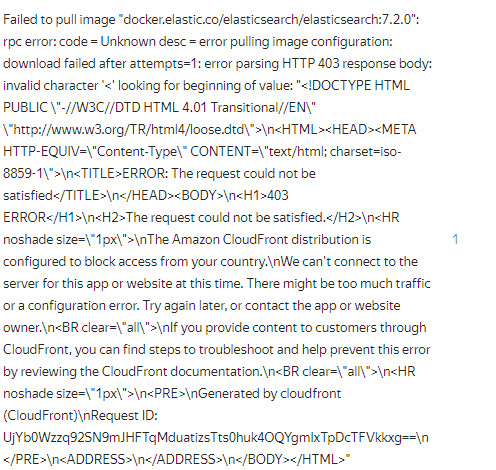 Failed to pull image "docker.elastic.co/elasticsearch/elasticsearch:7.2.0":
rpc error: code = Unknown desc = error pulling image configuration:
download failed after attempts=1: error parsing HTTP 403 response body:
invalid character '<' looking for beginning of value: "<!DOCTYPE HTML
PUBLIC \"-//W3C//DTD HTML 4.01 Transitional//EN\"
\"http://www.w3.org/TR/html4/loose.dtd\">\n<HTML><HEAD><META
HTTP-EQUIV=\"Content-Type\" CONTENT=\"text/html; charset=iso-
8859-1\">\n<TITLE>ERROR: The request could not be
satisfied</TITLE>\n</HEAD><BODY>\n<H1>403
ERROR</H1>\n<H2>The request could not be satisfied.</H2>\n<HR
noshade size=\"1px\">\nThe Amazon CloudFront distribution is
configured to block access from your country.\nWe can't connect to the
server for this app or website at this time. There might be too much traffic
or a configuration error. Try again later, or contact the app or website
owner.\n<BR clear=\"all\">\nIf you provide content to customers through
CloudFront, you can find steps to troubleshoot and help prevent this error
by reviewing the CloudFront documentation.\n<BR clear=\"all\">\n<HR
noshade size=\"1px\">\n<PRE>\nGenerated by cloudfront
(CloudFront)\nRequest ID:
UjYb0Wzzq92SN9mJHFTqMduatizsTts0huk4OQYgmlxTpDcTFVkkxg==\n
</PRE>\n<ADDRESS>\n</ADDRESS>\n</BODY></HTML>"
1